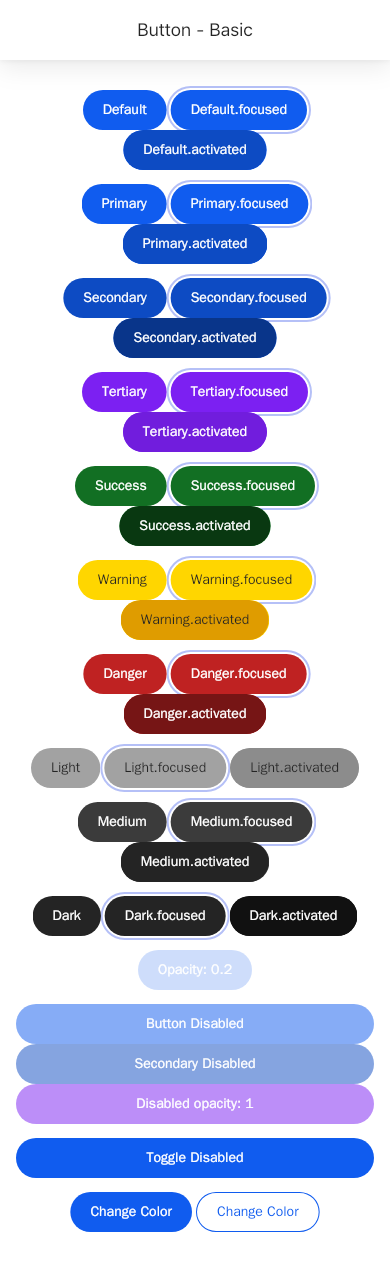 Button - Basic
Default Default.focused
Default.activated
Primary Primary.focused
Primary.activated
Secondary Secondary.focused
Secondary.activated
Tertiary Tertiary.focused
Tertiary.activated
Success Success.focused
Success.activated
Warning Warning.focused
Warning.activated
Danger Danger.focused
Danger.activated
Light Light.focused Light.activated
Medium Medium.focused
Medium.activated
Dark Dark.focused Dark.activated
Opacity: 0.2
Button Disabled
Secondary Disabled
Disabled opacity: 1
Toggle Disabled
Change Color Change Color